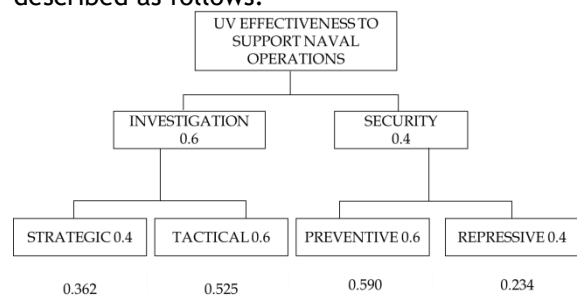 described as follows:
UV EFFECTIVENESS TO
SUPPORT NAVAL
OPERATIONS
INVESTIGATION
0.6
SECURITY
0.4
STRATEGIC 0.4
TACTICAL 0.6
PREVENTIVE 0.6
REPRESSIVE 0.4
0.362
0.525
0.590
0.234